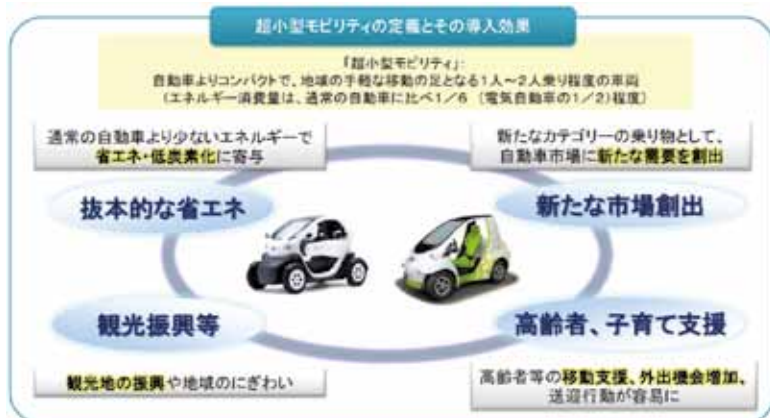 超小型モビリティの定義とその導入効果
「超小型モビリティ」:
自動車よりコンパクトで、地域の手軽な移動の足となる1人～2人乗り程度の車両
(エネルギー消費量は、通常の自動車に比べ1/6 (電気自動車の1/2)程度)
通常の自動車より少ないエネルギーで
省エネ・低炭素化に寄与
新たなカテゴリーの乗り物として、
自動車市場に新たな需要を創出
抜本的な省エネ
新たな市場創出
観光振興等
高齢者、子育て支援
観光地の振興や地域のにぎわい
高齢者等の移動支援、外出機会増加、
送迎行動が容易に